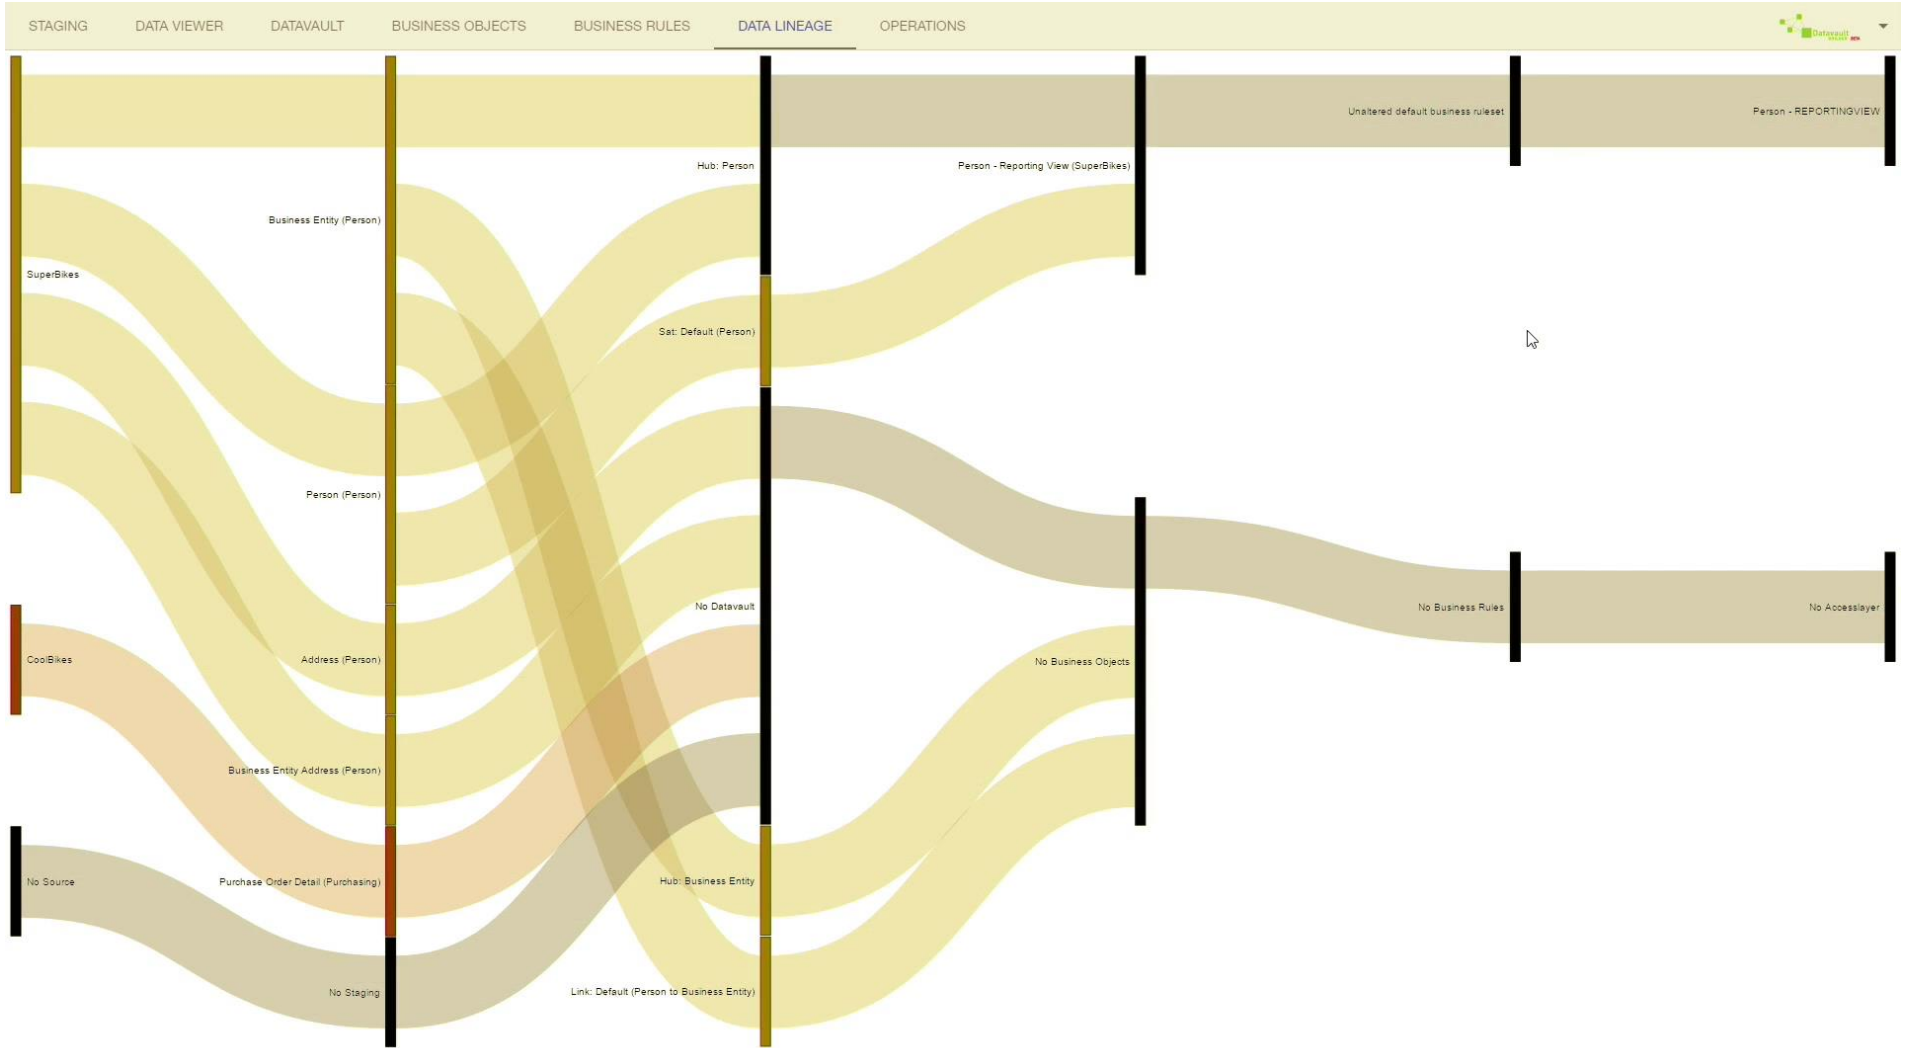 STAGING DATA VIEWER DATAVAULT BUSINESS OBJECTS BUSINESS RULES DATA LINEAGE OPERATIONS
Datavault
Unaltered default business ruleset
Person - REPORTINGVIEW
Hub: Person
Person - Reporting View (SuperBikes)
Business Entity (Person)
SuperBikes
Sat: Default (Person)
Person (Person)
No Datavault
No Business Rules
No Accesslayer
CoolBikes
Address (Person)
No Business Objects
Business Entity Address (Person)
No Source
Purchase Order Detail (Purchasing)
Hub: Business Entity
No Staging
Link: Default (Person to Business Entity)